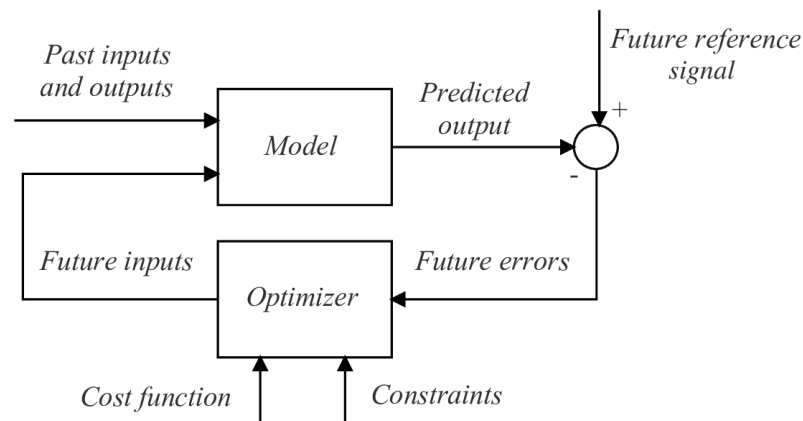 Past inputs
and outputs
Model
Predicted
output
Future reference
signal
+
-
Future inputs
Optimizer
Future errors
Cost function
Constraints